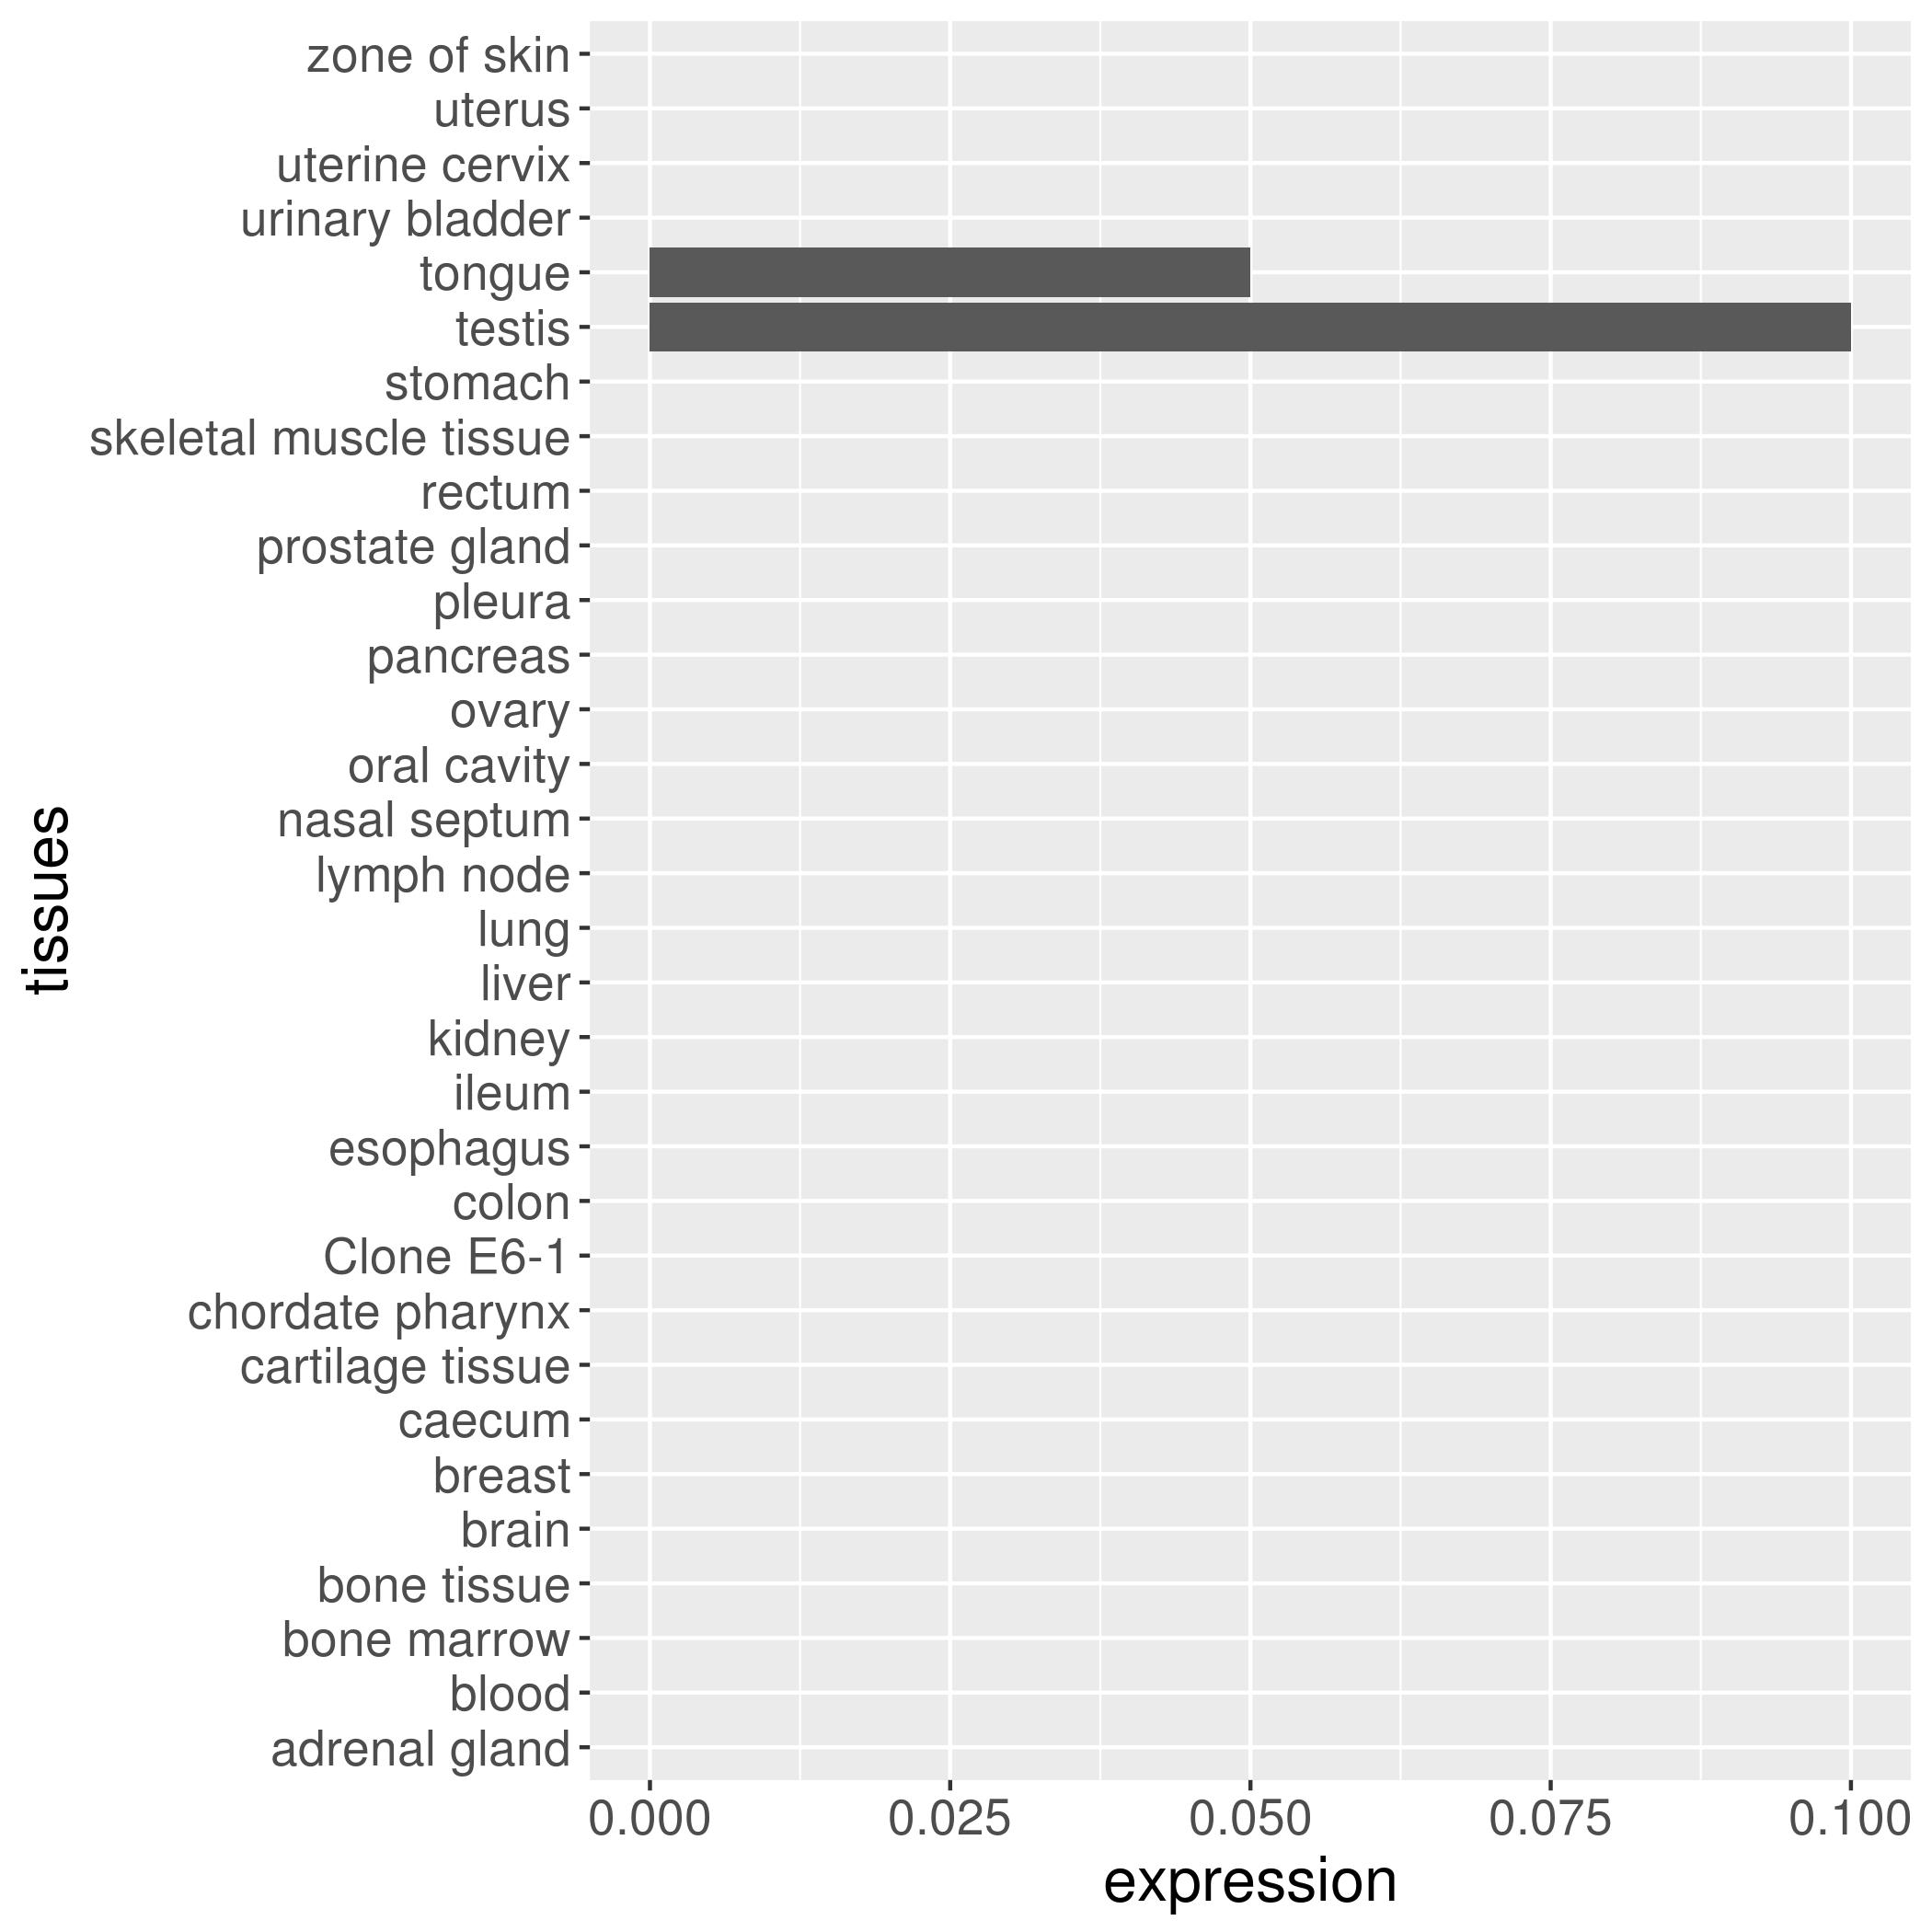 zone of skin
uterus
uterine cervix
urinary bladder
tongue
testis
stomach
skeletal muscle tissue
rectum
prostate gland
pleura
pancreas
ovary
oral cavity
nasal septum
lymph node
lung
liver
kidney
ileum
esophagus
colon
Clone E6-1
chordate pharynx
cartilage tissue
caecum
breast
brain
bone tissue
bone marrow
blood
adrenal gland
tissues
0.000 0.025 0.050 0.075 0.100
expression